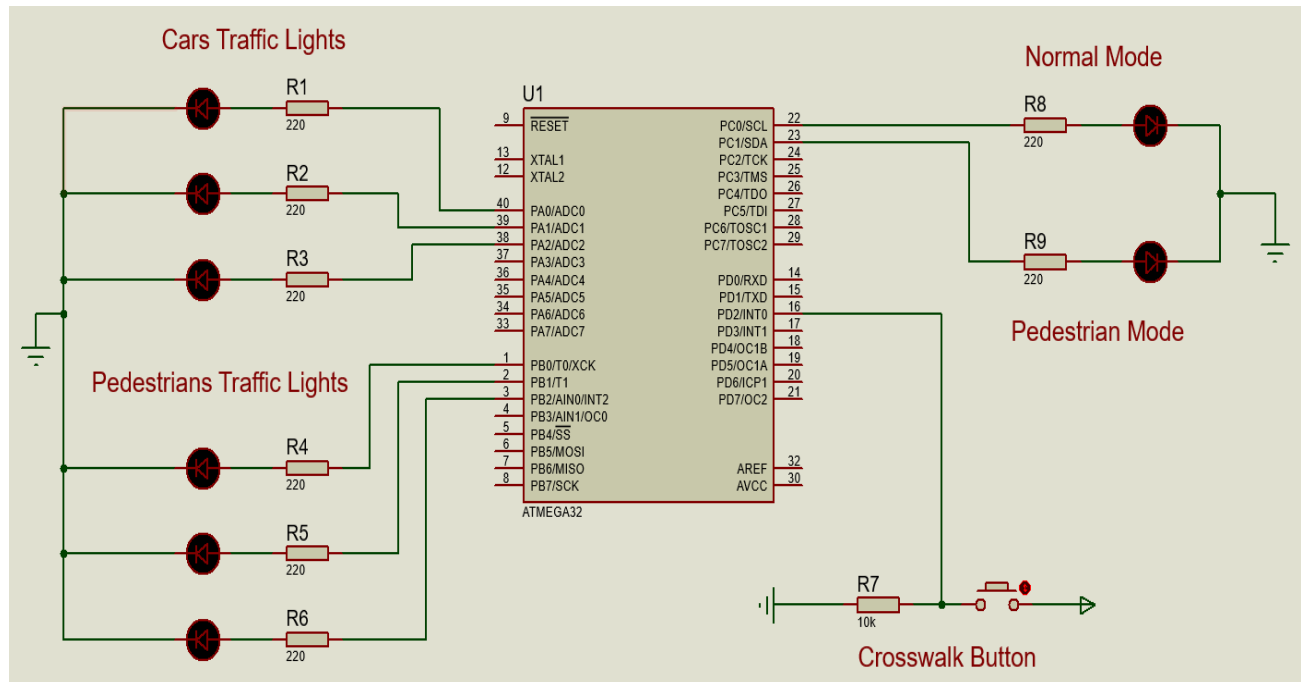 Cars Traffic Lights
R1
220
R2
220
R3
220
Pedestrians Traffic Lights
R4
220
R5
220
R6
220
U1
9 RESET
13 XTAL1
12 XTAL2
40 PA0/ADC0
39 PA1/ADC1
38 PA2/ADC2
37 PA3/ADC3
36 PA4/ADC4
35 PA5/ADC5
34 PA6/ADC6
33 PA7/ADC7
1 PB0/T0/XCK
2 PB1/T1
3 PB2/AIN0/INT2
4 PB3/AIN1/OC0
5 PB4/SS
6 PB5/MOSI
7 PB6/MISO
8 PB7/SCK
PC0/SCL 22
PC1/SDA 23
PC2/TCK 24
PC3/TMS 25
PC4/TDO 26
PC5/TDI 27
PC6/TOSC1 28
PC7/TOSC2 29
PD0/RXD 14
PD1/TXD 15
PD2/INT0 16
PD3/INT1 17
PD4/OC1B 18
PD5/OC1A 19
PD6/ICP1 20
PD7/OC2 21
AREF 32
AVCC 30
ATMEGA32
Normal Mode
R8
220
R9
220
Pedestrian Mode
R7
10k
Crosswalk Button